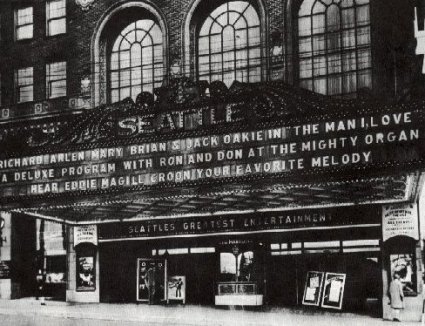 SEATTLE
RICHARD ARLEN MARY BRIAN & JACK OAKIE IN THE MAN I LOVE
A DELUXE PROGRAM WITH RON AND DON AT THE MIGHTY ORGAN
HEAR EDDIE MAGILL CROON YOUR FAVORITE MELODY
SEATTLES GREATEST ENTERTAINMENT